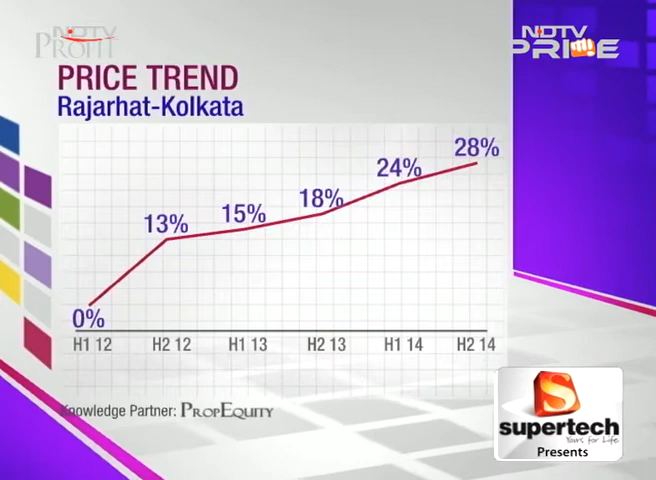 NDTV
PROFIT
NDTV
PRIME
PRICE TREND
Rajarhat-Kolkata
28%
24%
18%
15%
13%
0%
H1 12 H2 12 H1 13 H2 13 H1 14 H2 14
Knowledge Partner: PROPEQUITY
S
supertech
Yours for Life
Presents